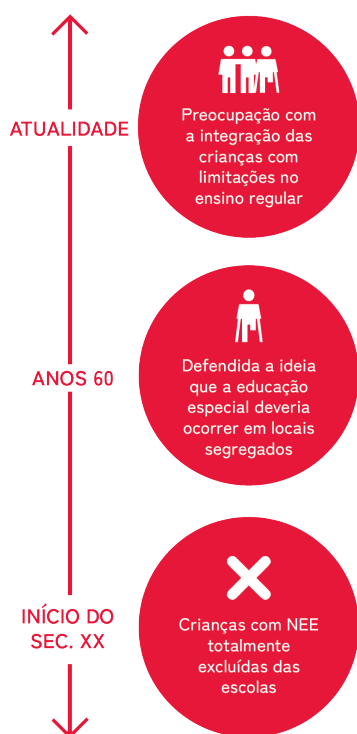 ATUALIDADE
Preocupação com
a integração das
crianças com
limitações no
ensino regular
ANOS 60
Defendida a ideia
que a educação
especial deveria
ocorrer em locais
segregados
INÍCIO DO
SEC. XX
Crianças com NEE
totalmente
excluídas das
escolas